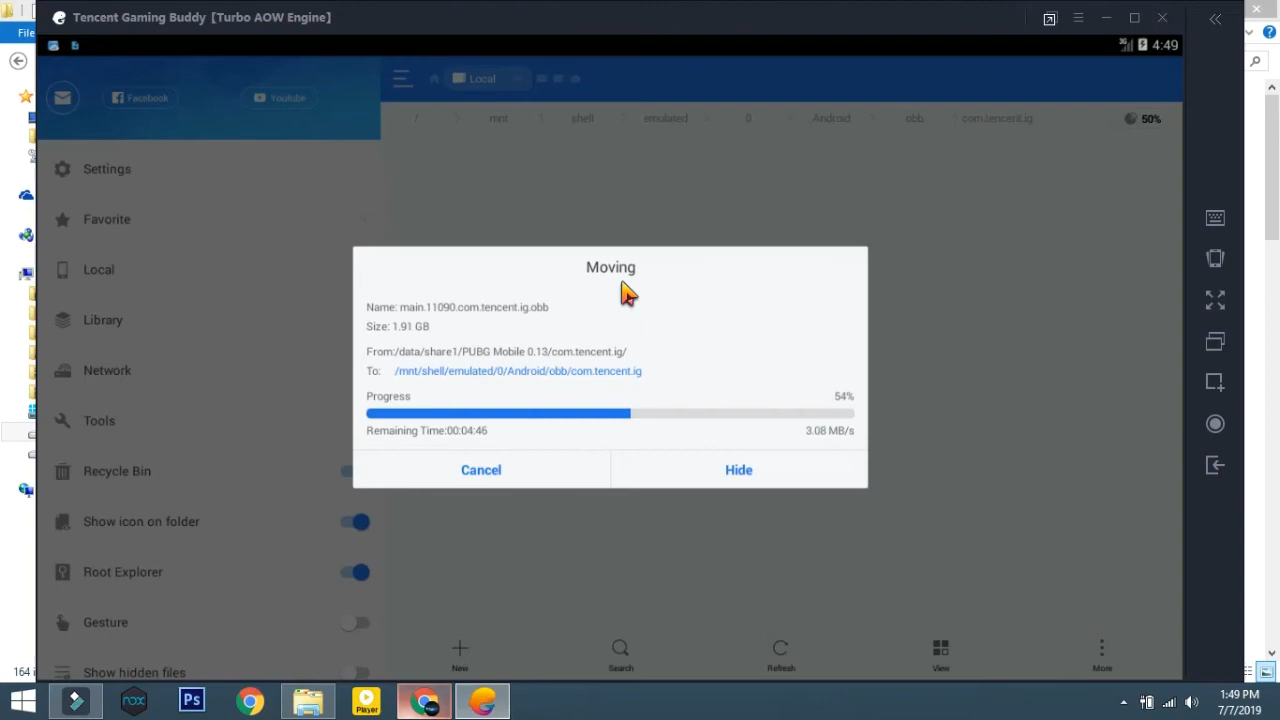 Tencent Gaming Buddy [Turbo AOW Engine]
File
3G 4:49
Facebook
Youtube
Local
/ mnt shell emulated 0 Android obb com.tencent.ig 50%
Settings
Favorite
Local
Library
Network
Tools
Recycle Bin
Show icon on folder
Root Explorer
Gesture
Show hidden files
Moving
Name: main.11090.com.tencent.ig.obb
Size: 1.91 GB
From:/data/share1/PUBG Mobile 0.13/com.tencent.ig/
To: /mnt/shell/emulated/0/Android/obb/com.tencent.ig
Progress 54%
Remaining Time:00:04:46 3.08 MB/s
Cancel
Hide
New
Search
Refresh
View
More
164 i
nox
Ps
Player
1:49 PM
7/7/2019